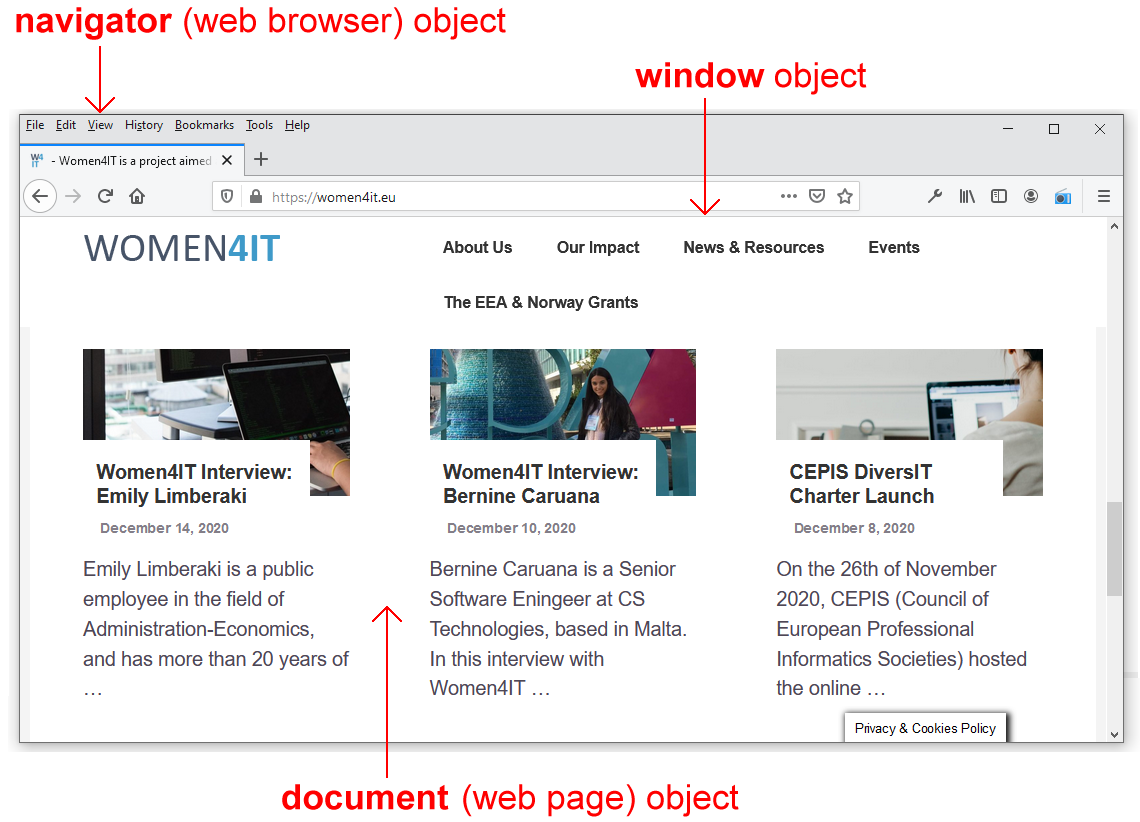 navigator (web browser) object
window object
File Edit View History Bookmarks Tools Help
W4 IT - Women4IT is a project aimed
https://women4it.eu
WOMEN4IT
About Us Our Impact News & Resources Events
The EEA & Norway Grants
Women4IT Interview:
Emily Limberaki
December 14, 2020
Emily Limberaki is a public
employee in the field of
Administration-Economics,
and has more than 20 years of
…
Women4IT Interview:
Bernine Caruana
December 10, 2020
Bernine Caruana is a Senior
Software Eningeer at CS
Technologies, based in Malta.
In this interview with
Women4IT …
CEPIS DiversIT
Charter Launch
December 8, 2020
On the 26th of November
2020, CEPIS (Council of
European Professional
Informatics Societies) hosted
the online …
Privacy & Cookies Policy
document (web page) object